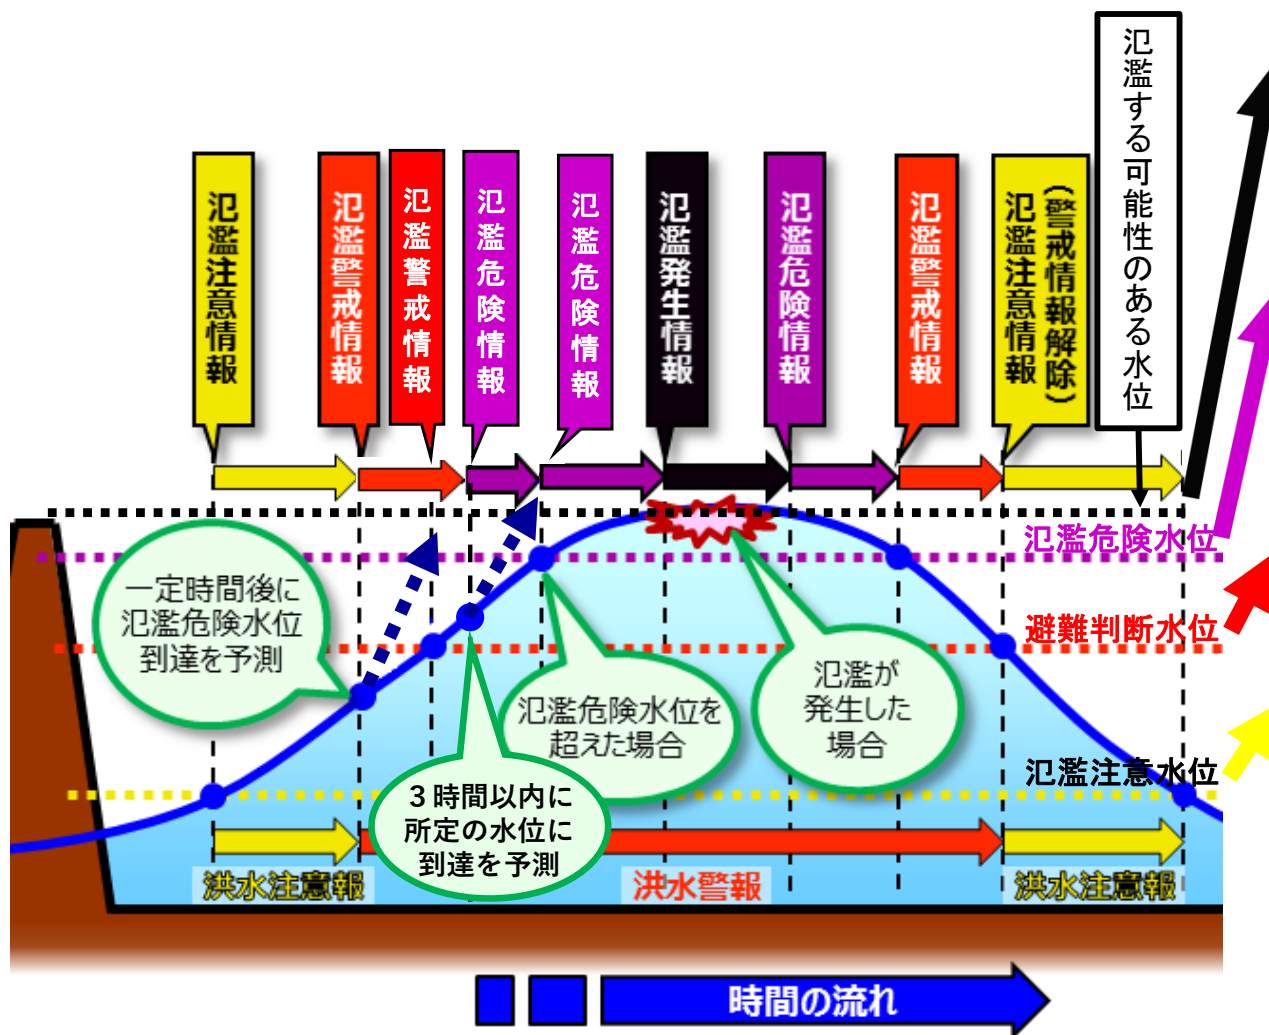 氾濫する可能性のある水位
氾濫注意情報
氾濫警戒情報
氾濫警戒情報
氾濫危険情報
氾濫危険情報
氾濫発生情報
氾濫危険情報
氾濫警戒情報
(警戒情報解除)
氾濫注意情報
氾濫危険水位
一定時間後に
氾濫危険水位
到達を予測
避難判断水位
氾濫が
発生した
場合
氾濫危険水位を
超えた場合
氾濫注意水位
３時間以内に
所定の水位に
到達を予測
洪水注意報
洪水警報
洪水注意報
時間の流れ